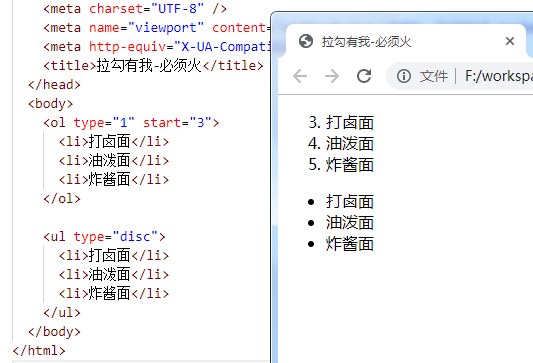 <meta charset="UTF-8" />
<meta name="viewport" content=
<meta http-equiv="X-UA-Compati
<title>拉勾有我-必须火</title>
</head>
<body>
<ol type="1" start="3">
<li>打卤面</li>
<li>油泼面</li>
<li>炸酱面</li>
</ol>
<ul type="disc">
<li>打卤面</li>
<li>油泼面</li>
<li>炸酱面</li>
</ul>
</body>
</html>
拉勾有我-必须火
文件 | F:/workspa
3. 打卤面
4. 油泼面
5. 炸酱面
• 打卤面
• 油泼面
• 炸酱面